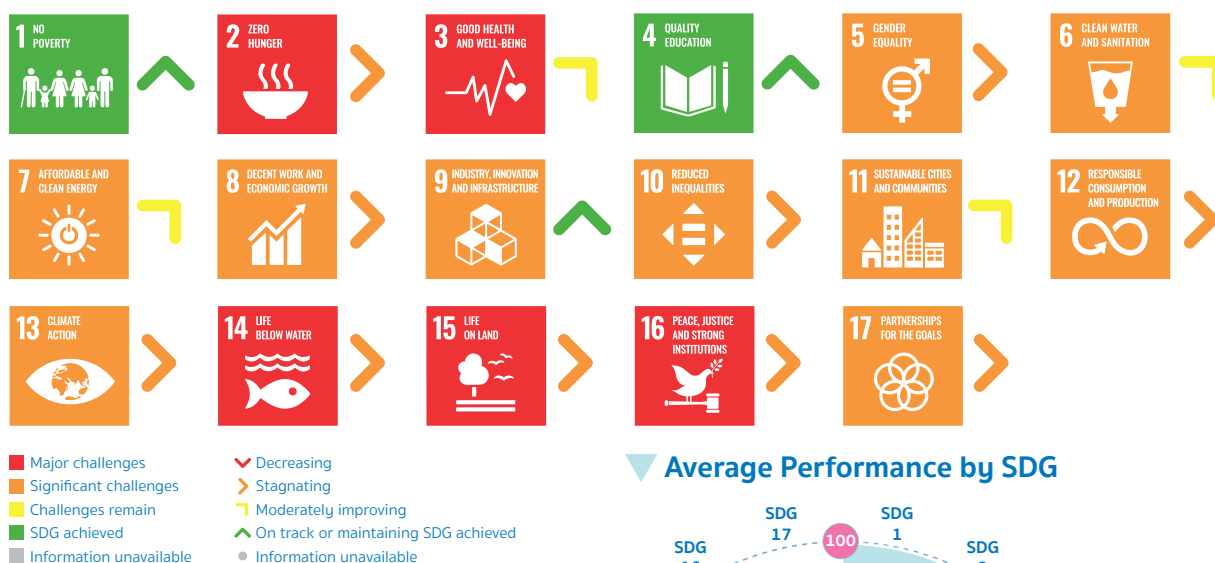 1 NO
POVERTY
2 ZERO
HUNGER
3 GOOD HEALTH
AND WELL-BEING
4 QUALITY
EDUCATION
5 GENDER
EQUALITY
6 CLEAN WATER
AND SANITATION
7 AFFORDABLE AND
CLEAN ENERGY
8 DECENT WORK AND
ECONOMIC GROWTH
9 INDUSTRY, INNOVATION
AND INFRASTRUCTURE
10 REDUCED
INEQUALITIES
11 SUSTAINABLE CITIES
AND COMMUNITIES
12 RESPONSIBLE
CONSUMPTION
AND PRODUCTION
13 CLIMATE
ACTION
14 LIFE
BELOW WATER
15 LIFE
ON LAND
16 PEACE, JUSTICE
AND STRONG
INSTITUTIONS
17 PARTNERSHIPS
FOR THE GOALS
Major challenges
Significant challenges
Challenges remain
SDG achieved
Information unavailable
Decreasing
Stagnating
Moderately improving
On track or maintaining SDG achieved
Information unavailable
Average Performance by SDG
SDG
17
100
SDG
1
SDG
SDG